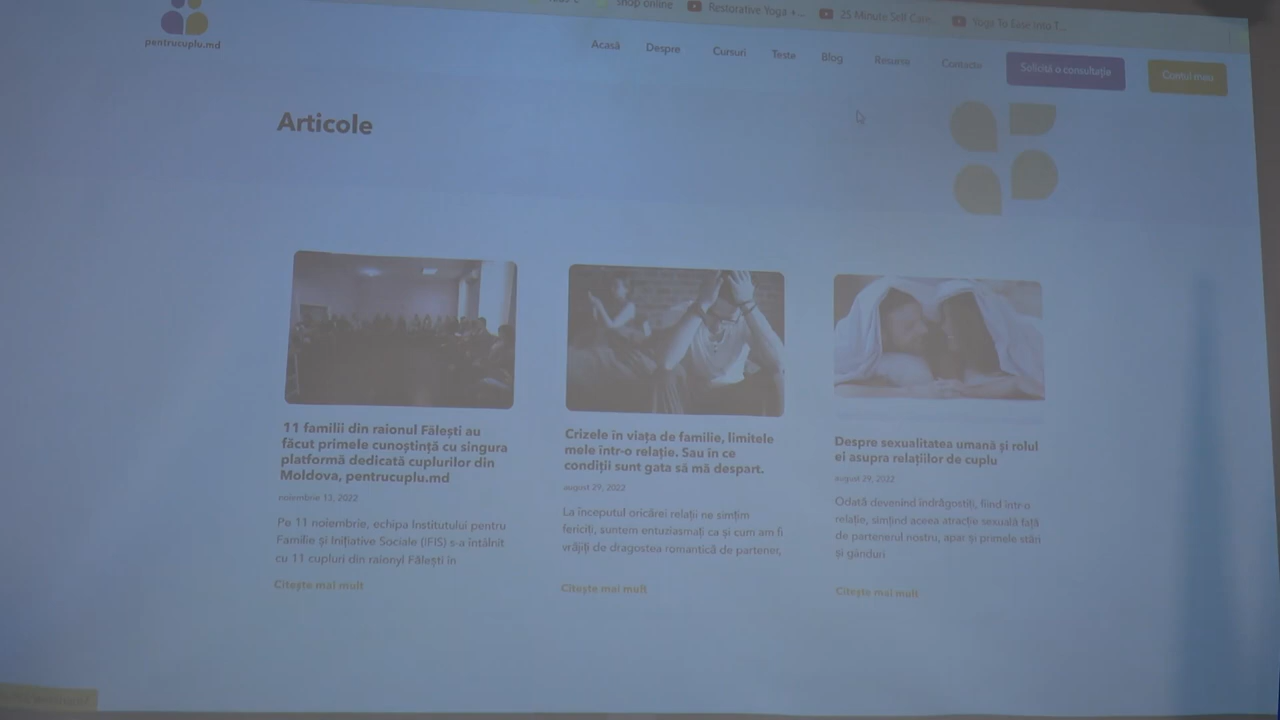 shop online
Restorative Yoga +...
25 Minute Self Care...
Yoga To Ease Into T...
pentrucuplu.md
Acasă
Despre
Cursuri
Teste
Blog
Resurse
Contacte
Solicită o consultație
Contul meu
Articole
11 familii din raionul Fălești au
făcut primele cunoștință cu singura
platformă dedicată cuplurilor din
Moldova, pentrucuplu.md
noiembrie 13, 2022
Pe 11 noiembrie, echipa Institutului pentru
Familie și Inițiative Sociale (IFIS) s-a întâlnit
cu 11 cupluri din raionyl Fălești în
Citește mai mult
Crizele în viața de familie, limitele
mele într-o relație. Sau în ce
condiții sunt gata să mă despart.
august 29, 2022
La începutul oricărei relații ne simțim
fericiți, suntem entuziasmați ca și cum am fi
vrăjiți de dragostea romantică de partener,
Citește mai mult
Despre sexualitatea umană și rolul
ei asupra relațiilor de cuplu
august 29, 2022
Odată devenind îndrăgostiți, fiind într-o
relație, simțind aceea atracție sexuală față
de partenerul nostru, apar și primele stări
și gânduri
Citește mai mult